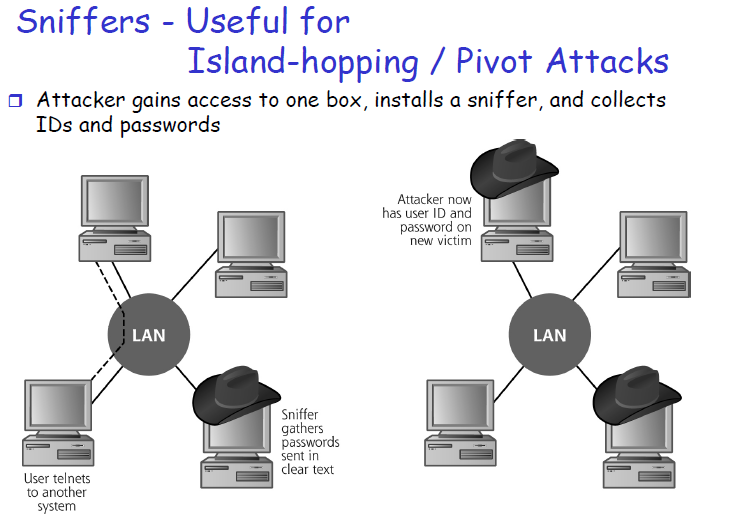 Sniffers - Useful for
Island-hopping / Pivot Attacks
Attacker gains access to one box, installs a sniffer, and collects
IDs and passwords
LAN
User telnets
to another
system
Sniffer
gathers
passwords
sent in
clear text
Attacker now
has user ID and
password on
new victim
LAN